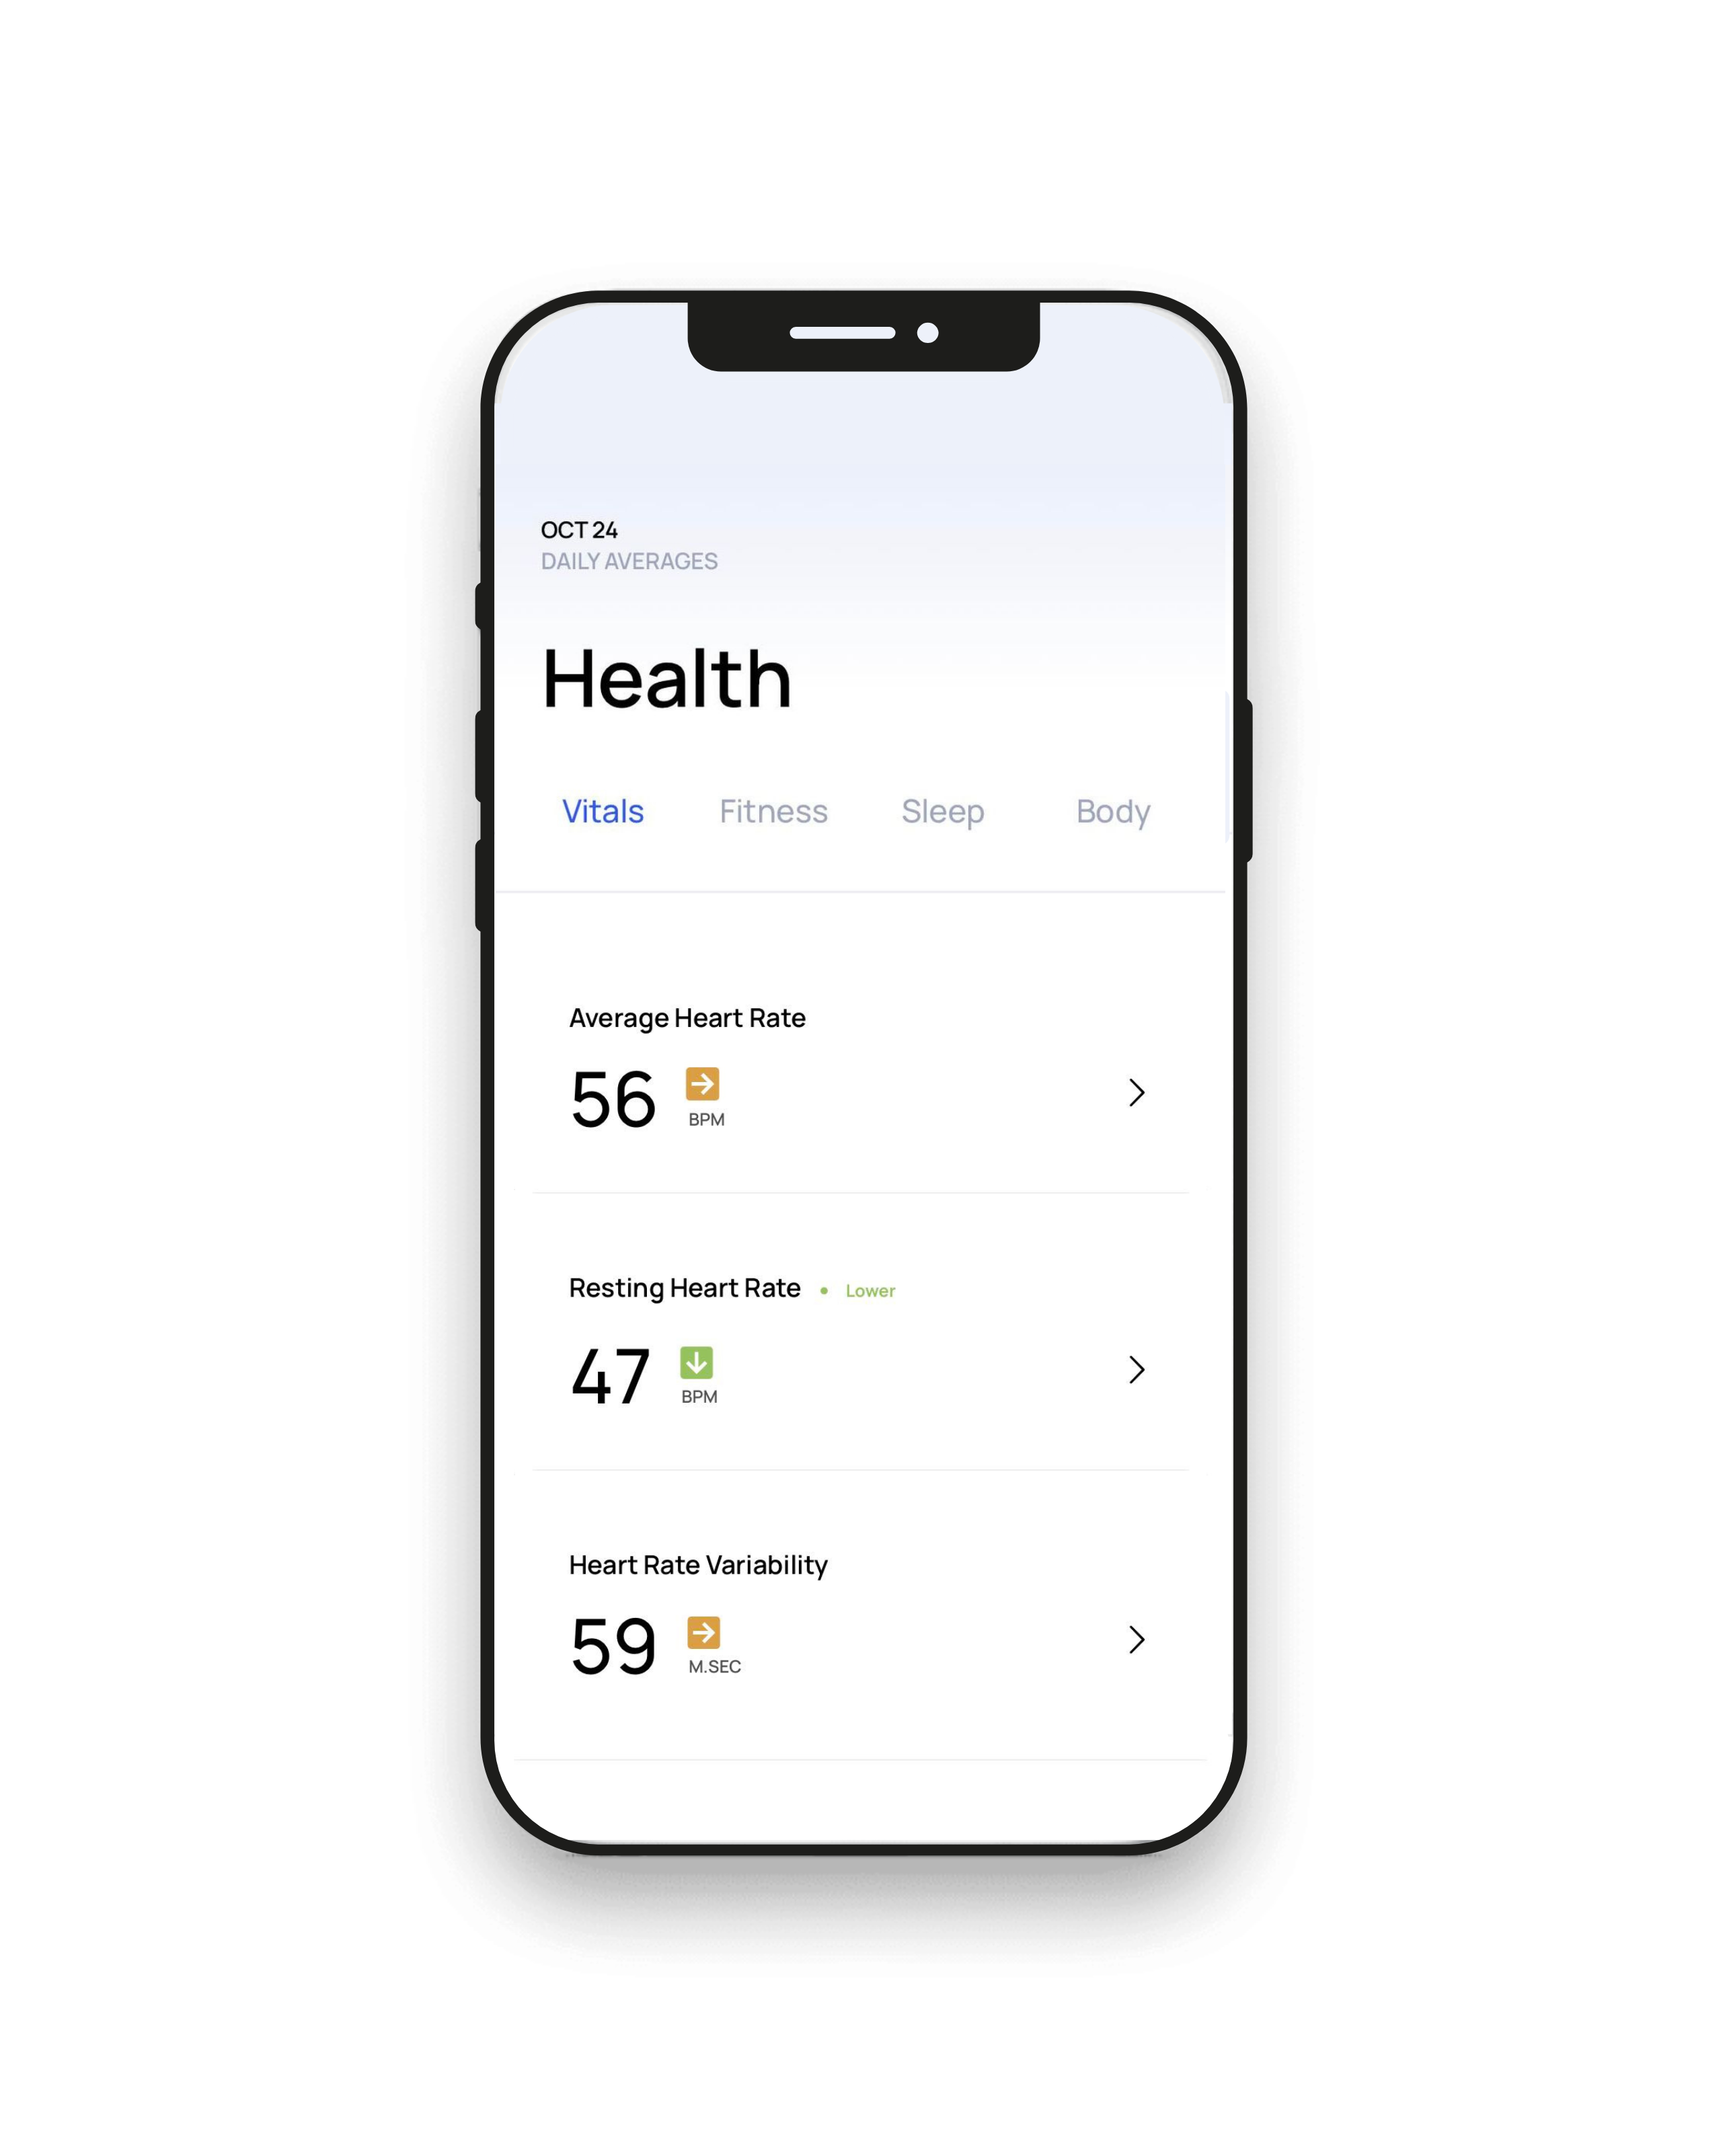 OCT 24
DAILY AVERAGES
Health
Vitals Fitness Sleep Body
Average Heart Rate
56 BPM
Resting Heart Rate • Lower
47 BPM
Heart Rate Variability
59 M.SEC